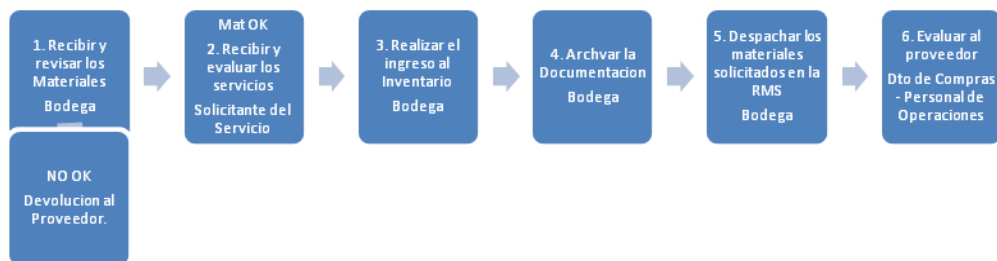 1. Recibir y
revisar los
Materiales
Bodega
NO OK
Devolucion al
Proveedor.
Mat OK
2. Recibir y
evaluar los
servicios
Solicitante del
Servicio
3. Realizar el
ingreso al
Inventario
Bodega
4. Archvar la
Documentacion
Bodega
5. Despachar los
materiales
solicitados en la
RMS
Bodega
6. Evaluar al
proveedor
Dto de Compras
- Personal de
Operaciones